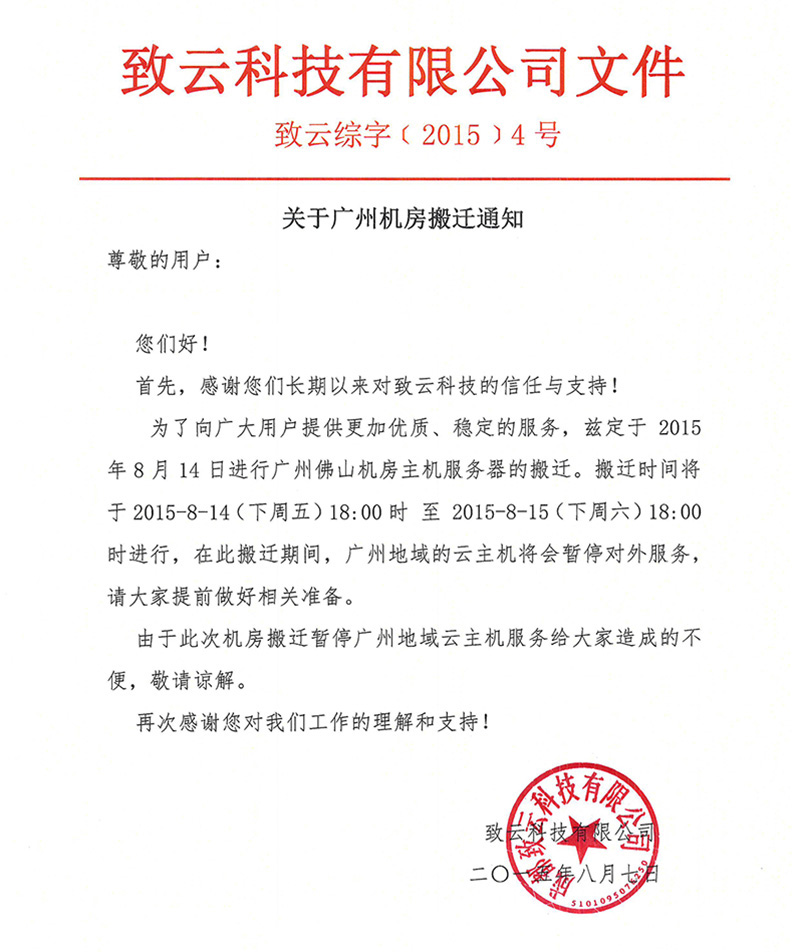 致云科技有限公司文件
致云综字﹝2015﹞4号
关于广州机房搬迁通知
尊敬的用户：
您们好！
首先，感谢您们长期以来对致云科技的信任与支持！
为了向广大用户提供更加优质、稳定的服务，兹定于 2015
年8月14日进行广州佛山机房主机服务器的搬迁。搬迁时间将
于2015-8-14（下周五）18:00时 至 2015-8-15（下周六）18:00
时进行，在此搬迁期间，广州地域的云主机将会暂停对外服务，
请大家提前做好相关准备。
由于此次机房搬迁暂停广州地域云主机服务给大家造成的不
便，敬请谅解。
再次感谢您对我们工作的理解和支持！
致云科技有限公司
二〇一五年八月七日
成都致云科技有限公司